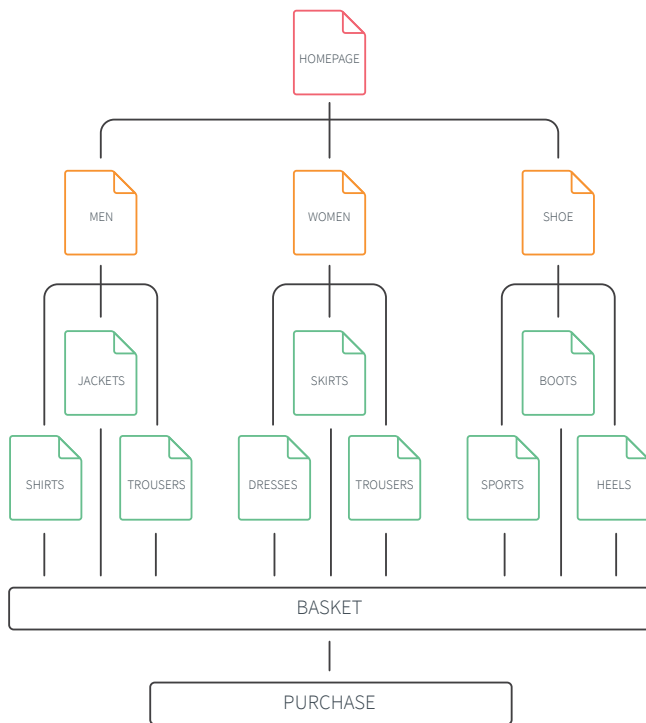 HOMEPAGE
MEN
WOMEN
SHOE
JACKETS
SKIRTS
BOOTS
SHIRTS
TROUSERS
DRESSES
TROUSERS
SPORTS
HEELS
BASKET
PURCHASE